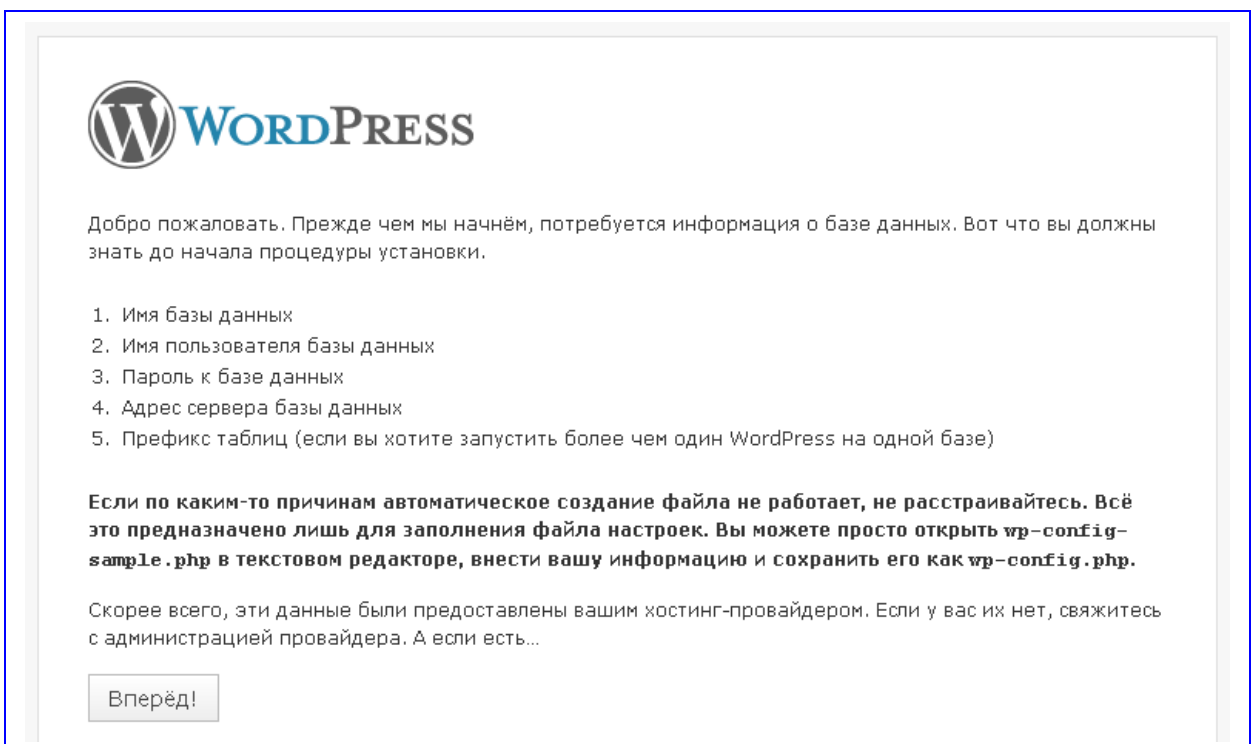 WORDPRESS
Добро пожаловать. Прежде чем мы начнём, потребуется информация о базе данных. Вот что вы должны
знать до начала процедуры установки.
1. Имя базы данных
2. Имя пользователя базы данных
3. Пароль к базе данных
4. Адрес сервера базы данных
5. Префикс таблиц (если вы хотите запустить более чем один WordPress на одной базе)
Если по каким-то причинам автоматическое создание файла не работает, не расстраивайтесь. Всё
это предназначено лишь для заполнения файла настроек. Вы можете просто открыть wp-config-
sample.php в текстовом редакторе, внести вашу информацию и сохранить его как wp-config.php.
Скорее всего, эти данные были предоставлены вашим хостинг-провайдером. Если у вас их нет, свяжитесь
с администрацией провайдера. А если есть…
Вперёд!